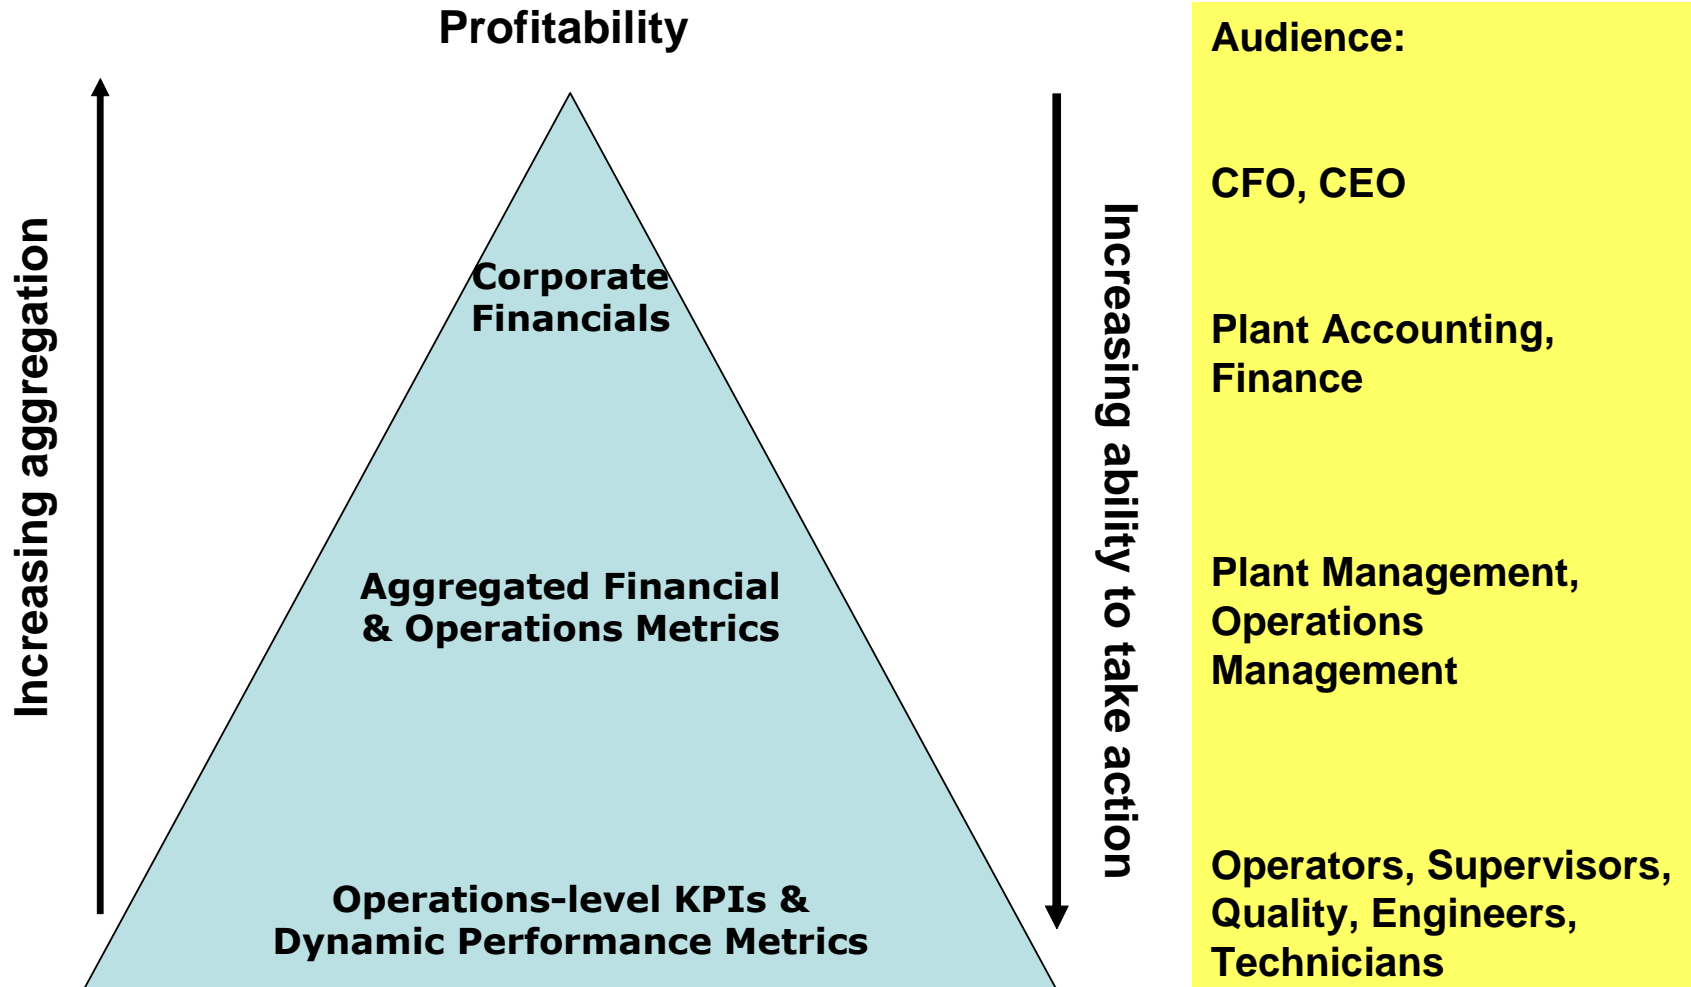 Profitability
Increasing aggregation
Corporate
Financials
Aggregated Financial
& Operations Metrics
Operations-level KPIs &
Dynamic Performance Metrics
Increasing ability to take action
Audience:
CFO, CEO
Plant Accounting,
Finance
Plant Management,
Operations
Management
Operators, Supervisors,
Quality, Engineers,
Technicians